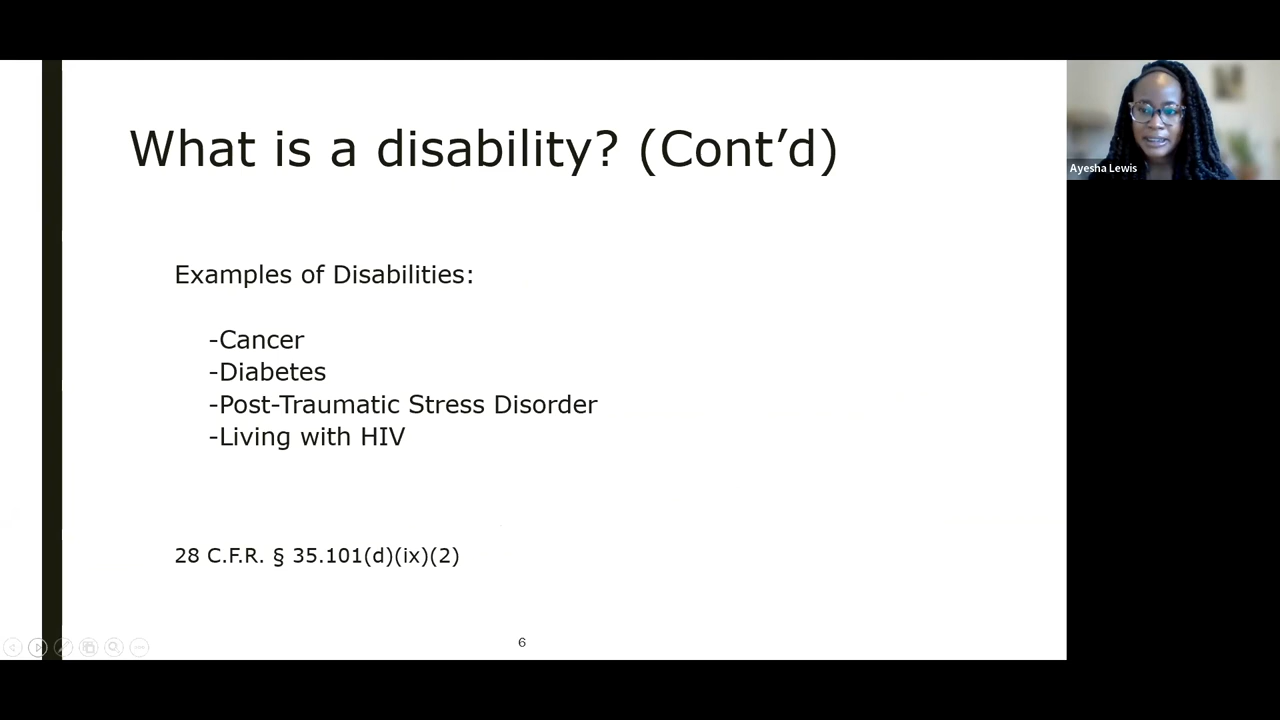 What is a disability? (Cont’d)
Examples of Disabilities:
-Cancer
-Diabetes
-Post-Traumatic Stress Disorder
-Living with HIV
28 C.F.R. § 35.101(d)(ix)(2)
6
Ayesha Lewis